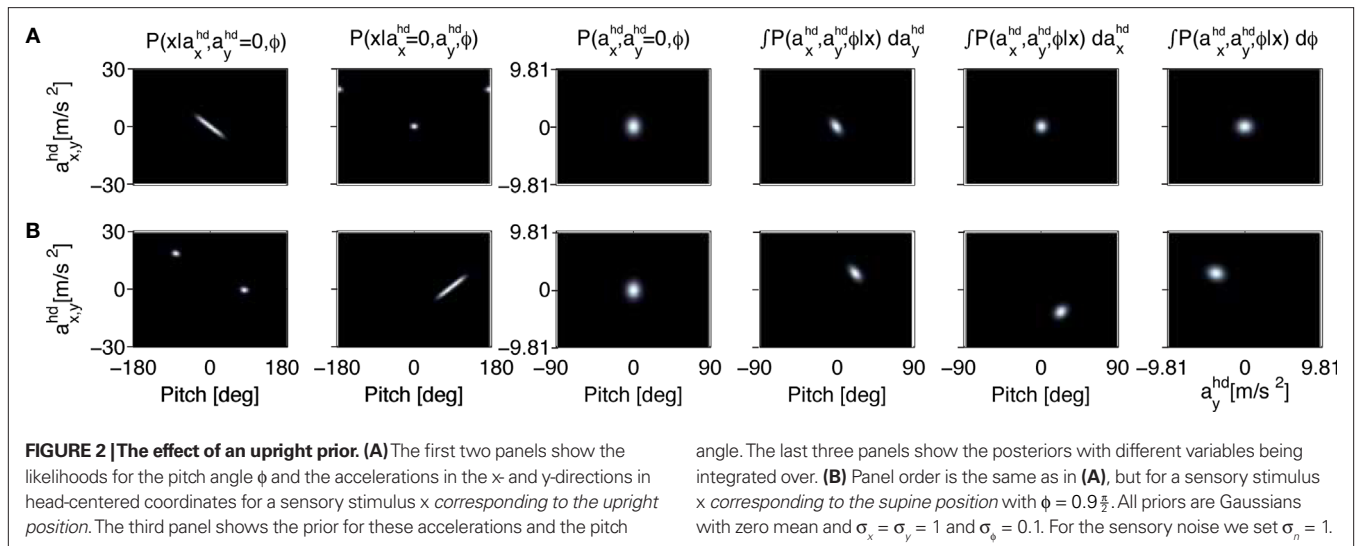 A
P(x|a_x^hd,a_y^hd=0,ϕ)
P(x|a_x^hd=0,a_y^hd,ϕ)
P(a_x^hd,a_y^hd=0,ϕ)
∫P(a_x^hd,a_y^hd,ϕ|x) da_y^hd
∫P(a_x^hd,a_y^hd,ϕ|x) da_x^hd
∫P(a_x^hd,a_y^hd,ϕ|x) dϕ
a_x,y^hd[m/s ²]
30
0
−30
9.81
0
−9.81
B
a_x,y^hd[m/s ²]
30
0
−30
9.81
0
−9.81
−180 0 180
−180 0 180
−90 0 90
−90 0 90
−90 0 90
−9.81 0 9.81
Pitch [deg]
Pitch [deg]
Pitch [deg]
Pitch [deg]
Pitch [deg]
a_y^hd[m/s ²]
FIGURE 2 | The effect of an upright prior. (A) The first two panels show the
likelihoods for the pitch angle ϕ and the accelerations in the x- and y-directions in
head-centered coordinates for a sensory stimulus x corresponding to the upright
position. The third panel shows the prior for these accelerations and the pitch
angle. The last three panels show the posteriors with different variables being
integrated over. (B) Panel order is the same as in (A), but for a sensory stimulus
x corresponding to the supine position with ϕ = 0.9 π/2. All priors are Gaussians
with zero mean and σ_x = σ_y = 1 and σ_ϕ = 0.1. For the sensory noise we set σ_n = 1.